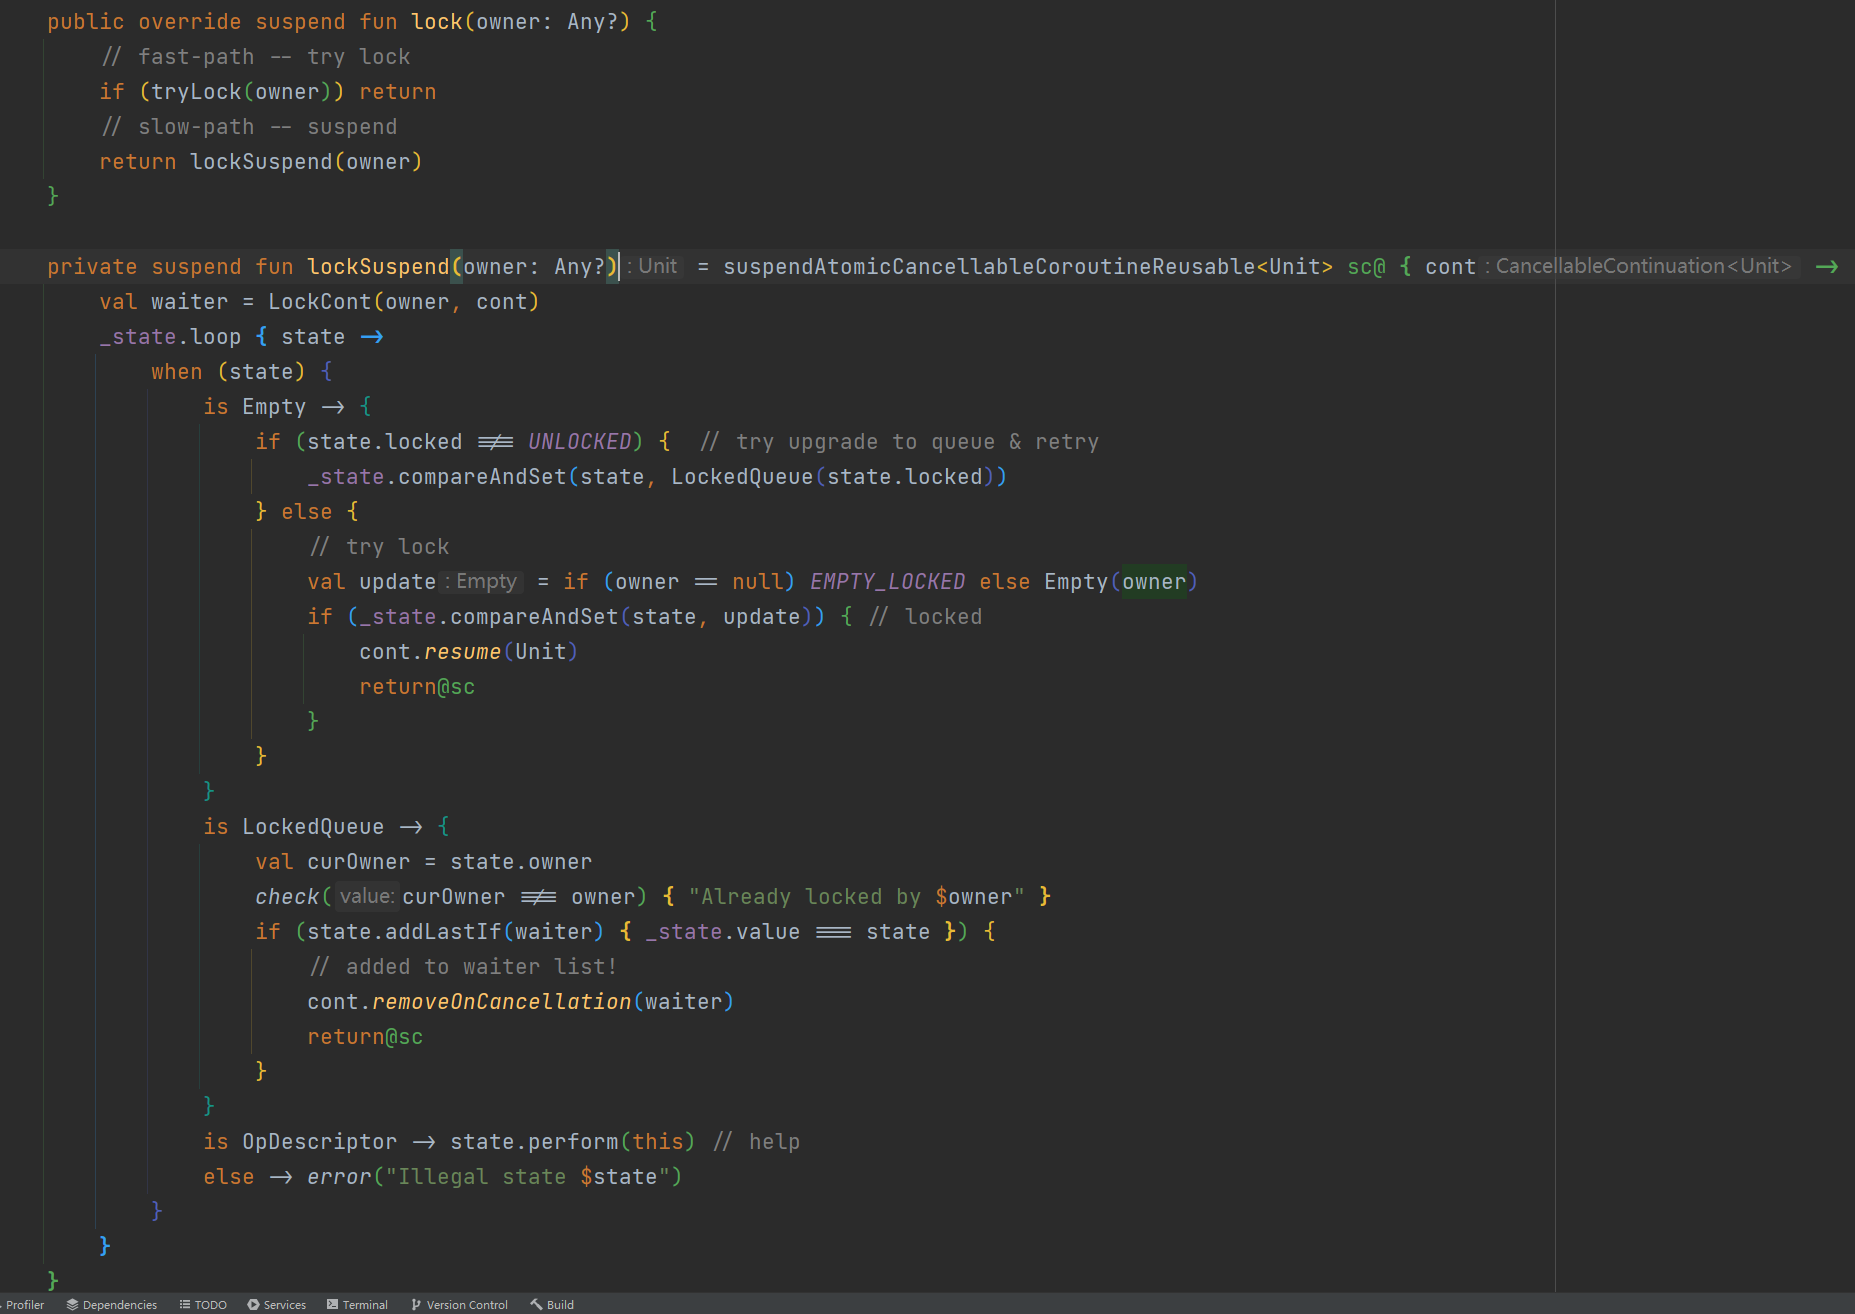 public override suspend fun lock(owner: Any?) {
    // fast-path -- try lock
    if (tryLock(owner)) return
    // slow-path -- suspend
    return lockSuspend(owner)
}
private suspend fun lockSuspend(owner: Any?) : Unit = suspendAtomicCancellableCoroutineReusable<Unit> sc@ { cont : CancellableContinuation<Unit> ->
    val waiter = LockCont(owner, cont)
    _state.loop { state ->
        when (state) {
            is Empty -> {
                if (state.locked !== UNLOCKED) {  // try upgrade to queue & retry
                    _state.compareAndSet(state, LockedQueue(state.locked))
                } else {
                    // try lock
                    val update : Empty = if (owner == null) EMPTY_LOCKED else Empty(owner)
                    if (_state.compareAndSet(state, update)) { // locked
                        cont.resume(Unit)
                        return@sc
                    }
                }
            }
            is LockedQueue -> {
                val curOwner = state.owner
                check( value: curOwner !== owner) { "Already locked by $owner" }
                if (state.addLastIf(waiter) { _state.value === state }) {
                    // added to waiter list!
                    cont.removeOnCancellation(waiter)
                    return@sc
                }
            }
            is OpDescriptor -> state.perform(this) // help
            else -> error("Illegal state $state")
        }
    }
}
Profiler Dependencies TODO Services Terminal Version Control Build